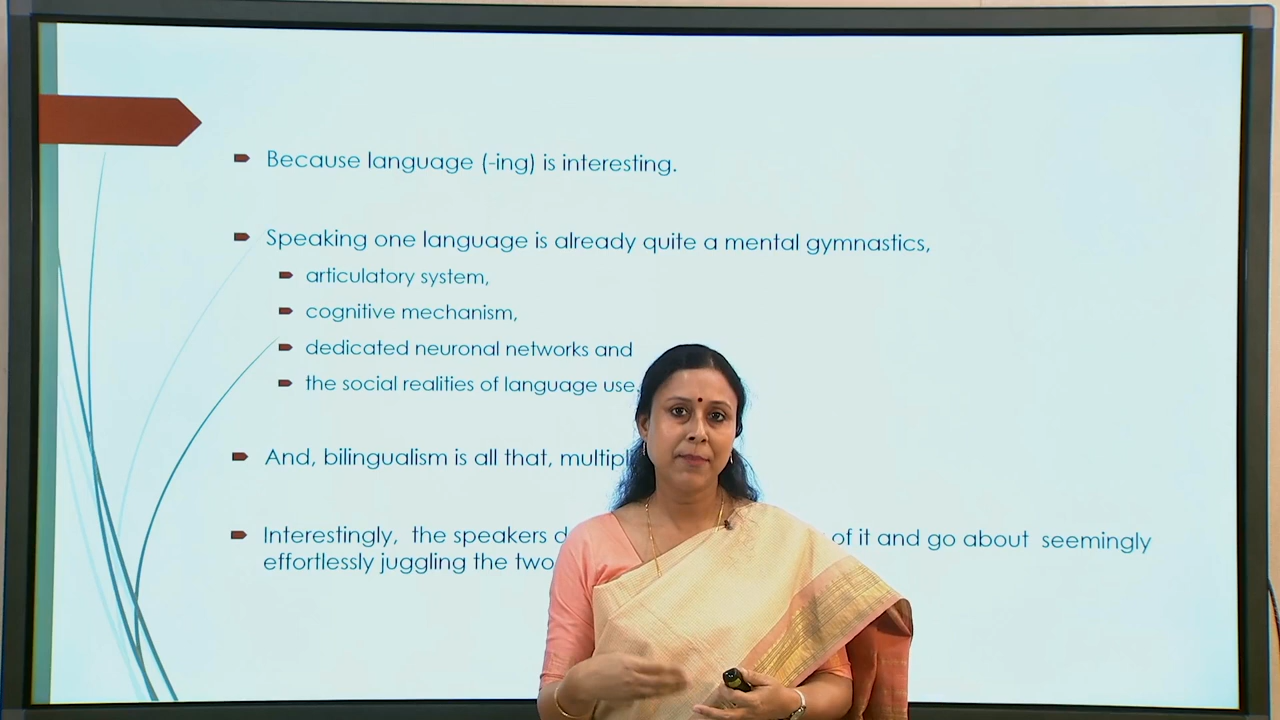 Because language (-ing) is interesting.
Speaking one language is already quite a mental gymnastics,
articulatory system,
cognitive mechanism,
dedicated neuronal networks and
the social realities of language use.
And, bilingualism is all that,
Interestingly, the speakers of it and go about seemingly
effortlessly juggling the two